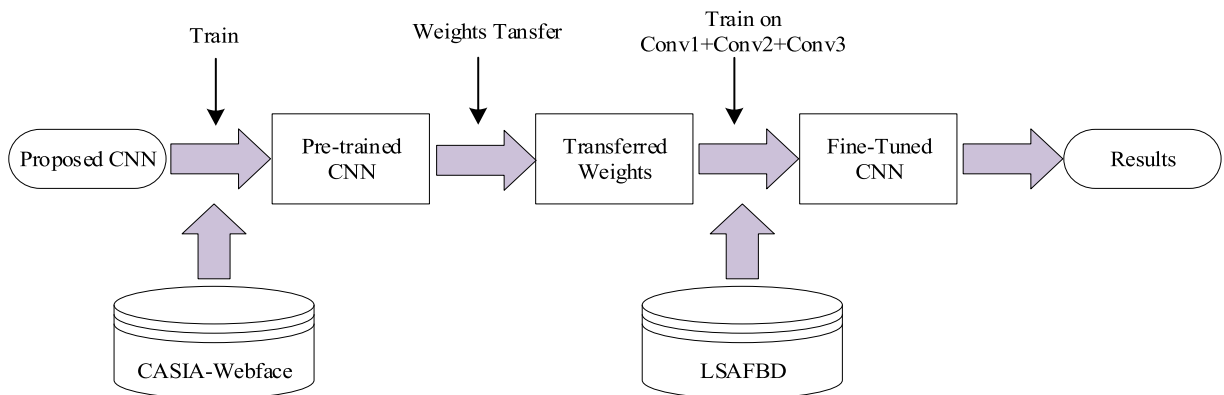 Train
Weights Tansfer
Train on
Conv1+Conv2+Conv3
Proposed CNN
Pre-trained
CNN
Transferred
Weights
Fine-Tuned
CNN
Results
CASIA-Webface
LSAFBD